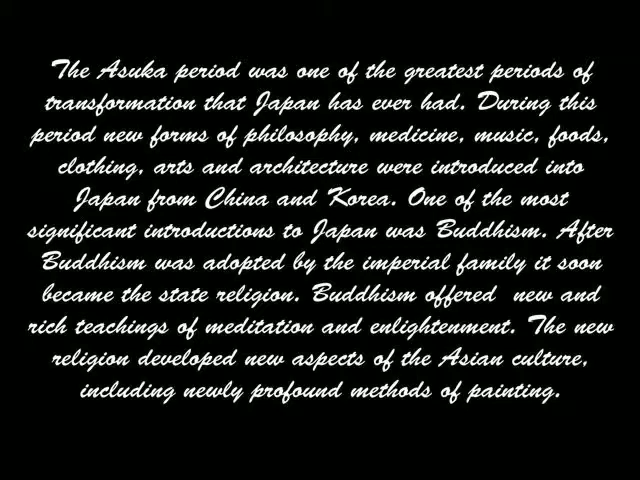 The Asuka period was one of the greatest periods of
transformation that Japan has ever had. During this
period new forms of philosophy, medicine, music, foods,
clothing, arts and architecture were introduced into
Japan from China and Korea. One of the most
significant introductions to Japan was Buddhism. After
Buddhism was adopted by the imperial family it soon
became the state religion. Buddhism offered  new and
rich teachings of meditation and enlightenment. The new
religion developed new aspects of the Asian culture,
including newly profound methods of painting.